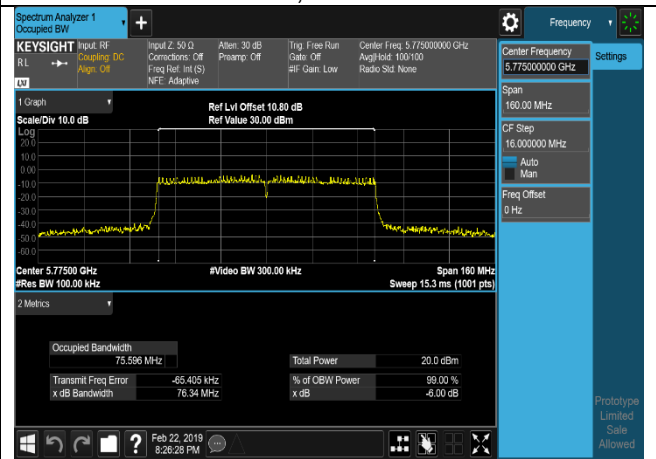 Spectrum Analyzer 1
Occupied BW
Frequency
KEYSIGHT
RL
LXI
Input: RF
Coupling: DC
Align: Off
Input Z: 50 Ω
Corrections: Off
Freq Ref: Int (S)
NFE: Adaptive
Atten: 30 dB
Preamp: Off
Trig: Free Run
Gate: Off
#IF Gain: Low
Center Freq: 5.775000000 GHz
Avg|Hold: 100/100
Radio Std: None
Center Frequency
5.775000000 GHz
Settings
Span
160.00 MHz
CF Step
16.000000 MHz
Auto
Man
Freq Offset
0 Hz
1 Graph
Scale/Div 10.0 dB
Ref Lvl Offset 10.80 dB
Ref Value 30.00 dBm
Log
20.0
10.0
0.00
-10.0
-20.0
-30.0
-40.0
-50.0
-60.0
Center 5.77500 GHz
#Res BW 100.00 kHz
#Video BW 300.00 kHz
Span 160 MHz
Sweep 15.3 ms (1001 pts)
2 Metrics
Occupied Bandwidth
75.596 MHz
Total Power 20.0 dBm
Transmit Freq Error -65.405 kHz
% of OBW Power 99.00 %
x dB Bandwidth 76.34 MHz
x dB -6.00 dB
Prototype
Limited
Sale
Allowed
?
Feb 22, 2019
8:26:28 PM